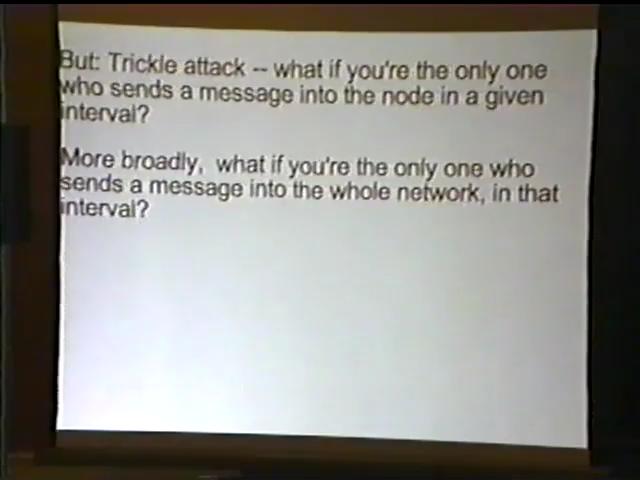 But: Trickle attack -- what if you're the only one
who sends a message into the node in a given
interval?
More broadly, what if you're the only one who
sends a message into the whole network, in that
interval?